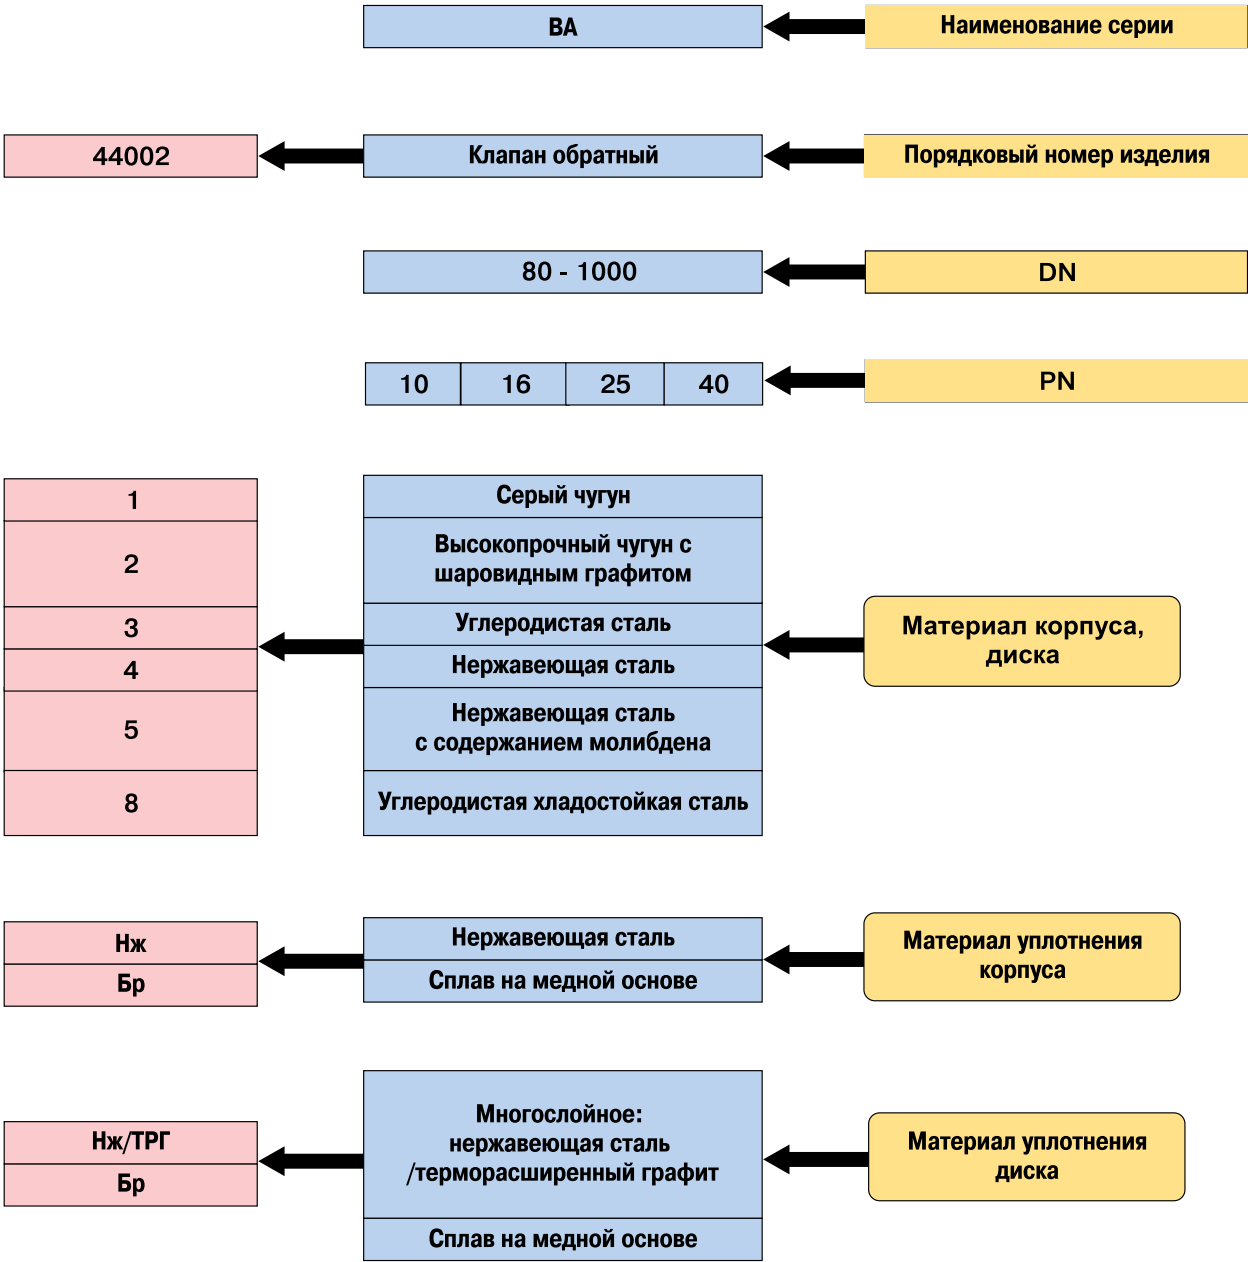 ВА
Наименование серии
44002
Клапан обратный
Порядковый номер изделия
80 - 1000
DN
10
16
25
40
PN
1
2
3
4
5
8
Серый чугун
Высокопрочный чугун с
шаровидным графитом
Углеродистая сталь
Нержавеющая сталь
Нержавеющая сталь
с содержанием молибдена
Углеродистая хладостойкая сталь
Материал корпуса,
диска
Нж
Бр
Нержавеющая сталь
Сплав на медной основе
Материал уплотнения
корпуса
Нж/ТРГ
Бр
Многослойное:
нержавеющая сталь
/терморасширенный графит
Сплав на медной основе
Материал уплотнения
диска